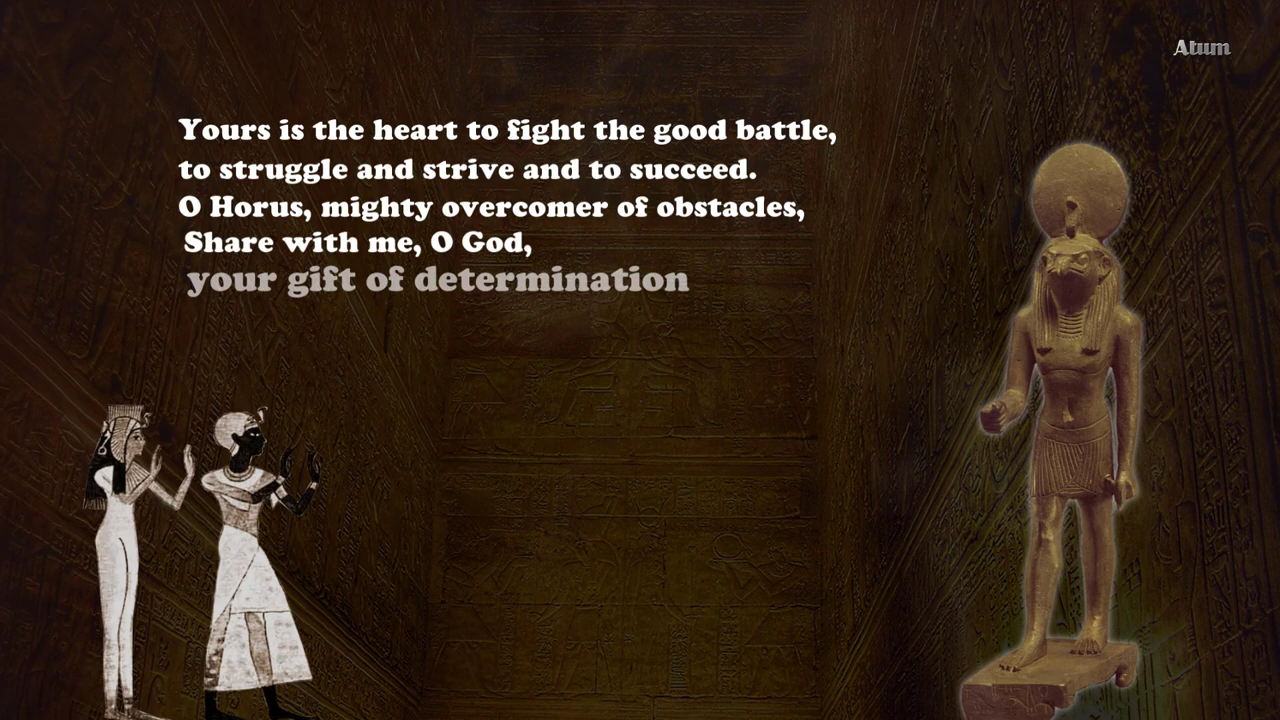 Atum
Yours is the heart to fight the good battle,
to struggle and strive and to succeed.
O Horus, mighty overcomer of obstacles,
Share with me, O God,
your gift of determination